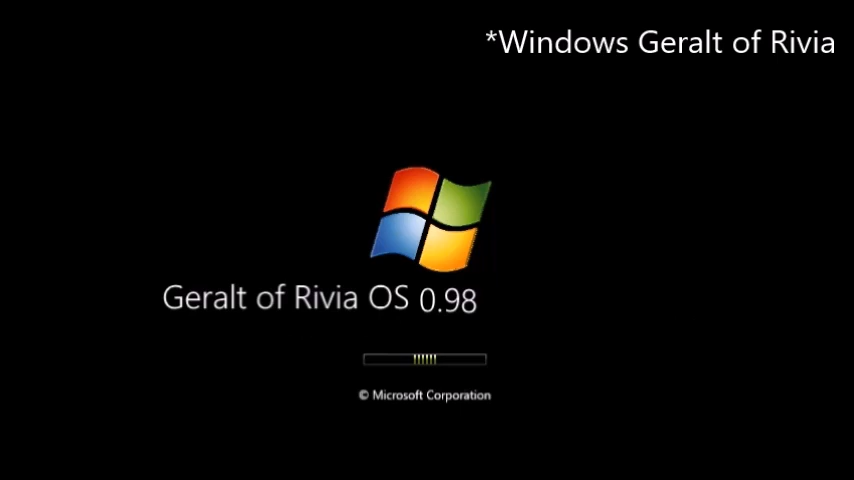 *Windows Geralt of Rivia
Geralt of Rivia OS 0.98
© Microsoft Corporation